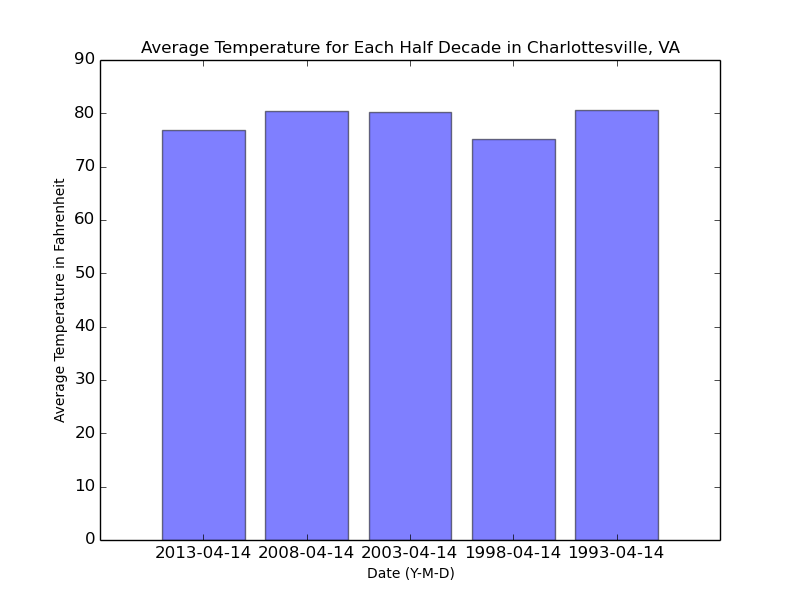 Average Temperature for Each Half Decade in Charlottesville, VA
90
80
70
60
50
40
30
20
10
0
Average Temperature in Fahrenheit
2013-04-14 2008-04-14 2003-04-14 1998-04-14 1993-04-14
Date (Y-M-D)